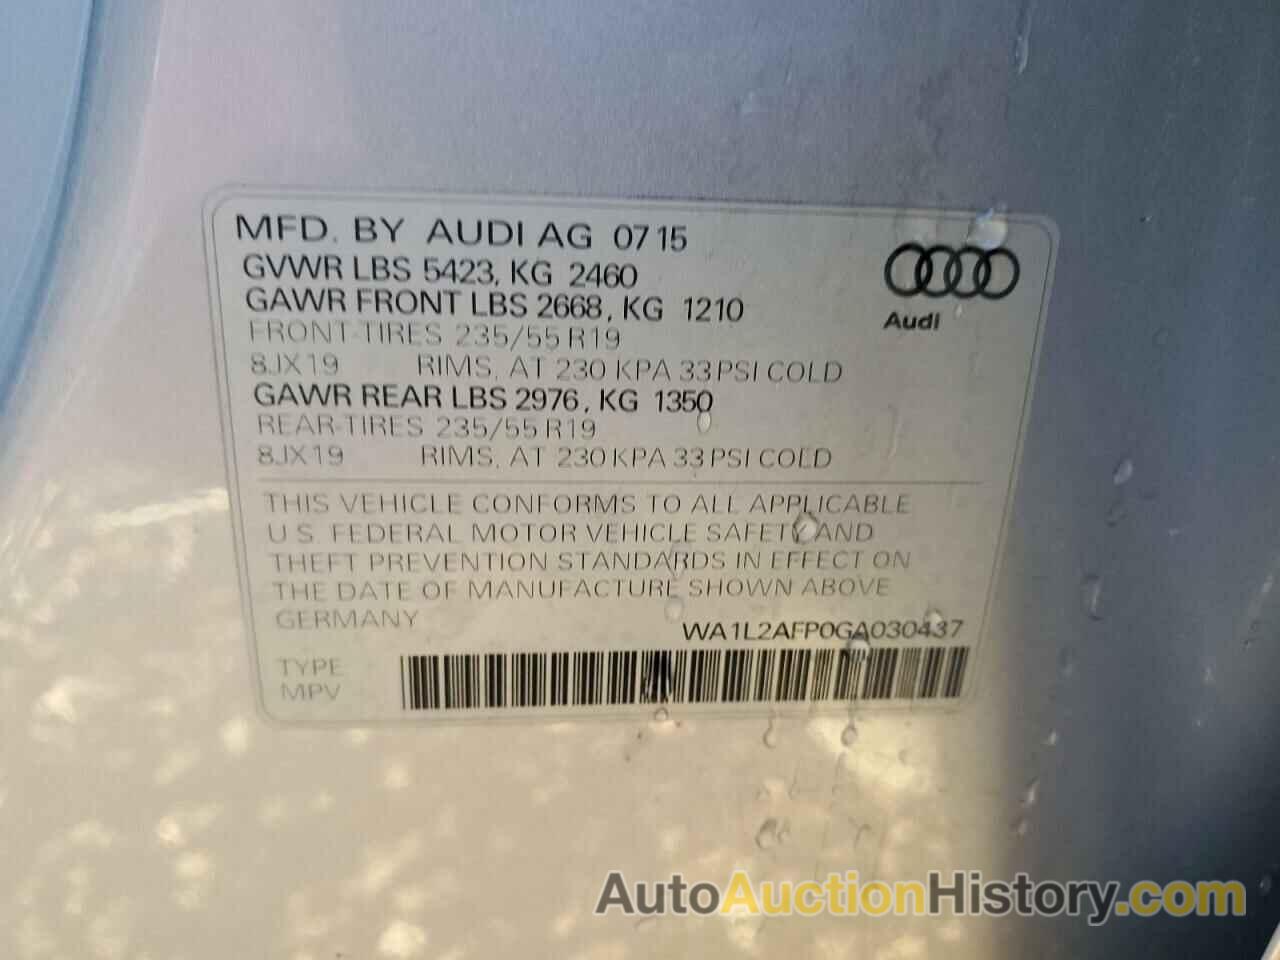 MFD. BY AUDI AG 0715
GVWR LBS 5423, KG 2460
GAWR FRONT LBS 2668, KG 1210
FRONT-TIRES 235/55 R19
8JX19 RIMS, AT 230 KPA 33 PSI COLD
GAWR REAR LBS 2976, KG 1350
REAR-TIRES 235/55 R19
8JX19 RIMS, AT 230 KPA 33 PSI COLD
Audi
THIS VEHICLE CONFORMS TO ALL APPLICABLE
U.S. FEDERAL MOTOR VEHICLE SAFETY AND
THEFT PREVENTION STANDARDS IN EFFECT ON
THE DATE OF MANUFACTURE SHOWN ABOVE
GERMANY WA1L2AFP0GA030437
TYPE
MPV
AutoAuctionHistory.com